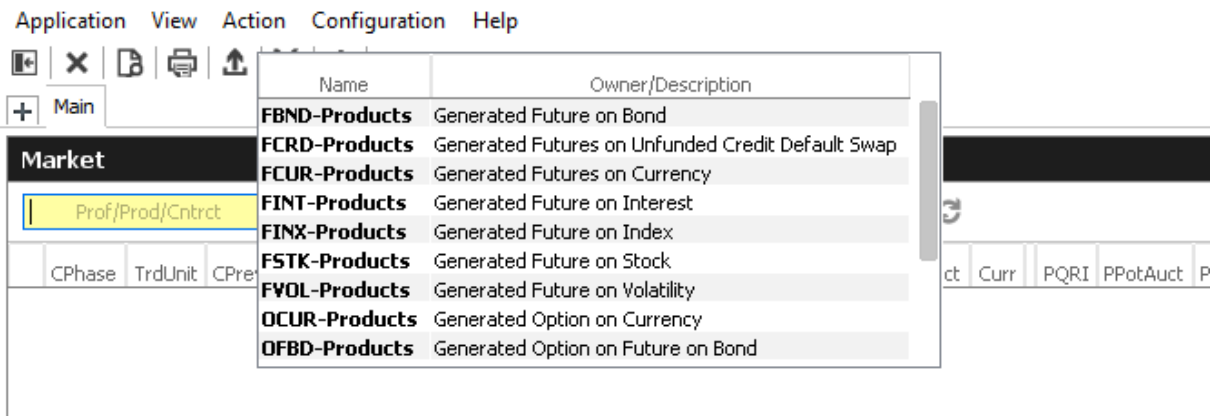 Application View Action Configuration Help
Name Owner/Description
+ Main
FBND-Products Generated Future on Bond
FCRD-Products Generated Futures on Unfunded Credit Default Swap
Market
FCUR-Products Generated Futures on Currency
FINT-Products Generated Future on Interest
Prof/Prod/Cntrct
FINX-Products Generated Future on Index
FSTK-Products Generated Future on Stock
CPhase TrdUnit CPre ct Curr PQRI PPotAuct P
FVOL-Products Generated Future on Volatility
OCUR-Products Generated Option on Currency
OFBD-Products Generated Option on Future on Bond